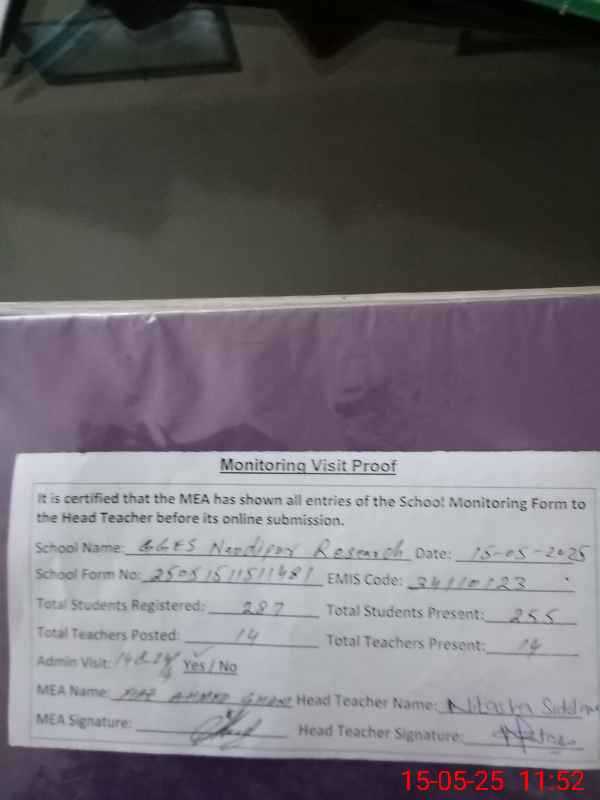 Monitoring Visit Proof
It is certified that the MEA has shown all entries of the School Monitoring Form to
the Head Teacher before its online submission.
School Name: GGES Research Date: 15-05-2025
School Form No: 25051511511481 EMIS Code: 34110123
Total Students Registered: 287 Total Students Present: 255
Total Teachers Posted: 14 Total Teachers Present: 14
Admin Visit: Yes / No
MEA Name: AHMED Head Teacher Name: Nitasha
MEA Signature: Head Teacher Signature:
15-05-25 11:52